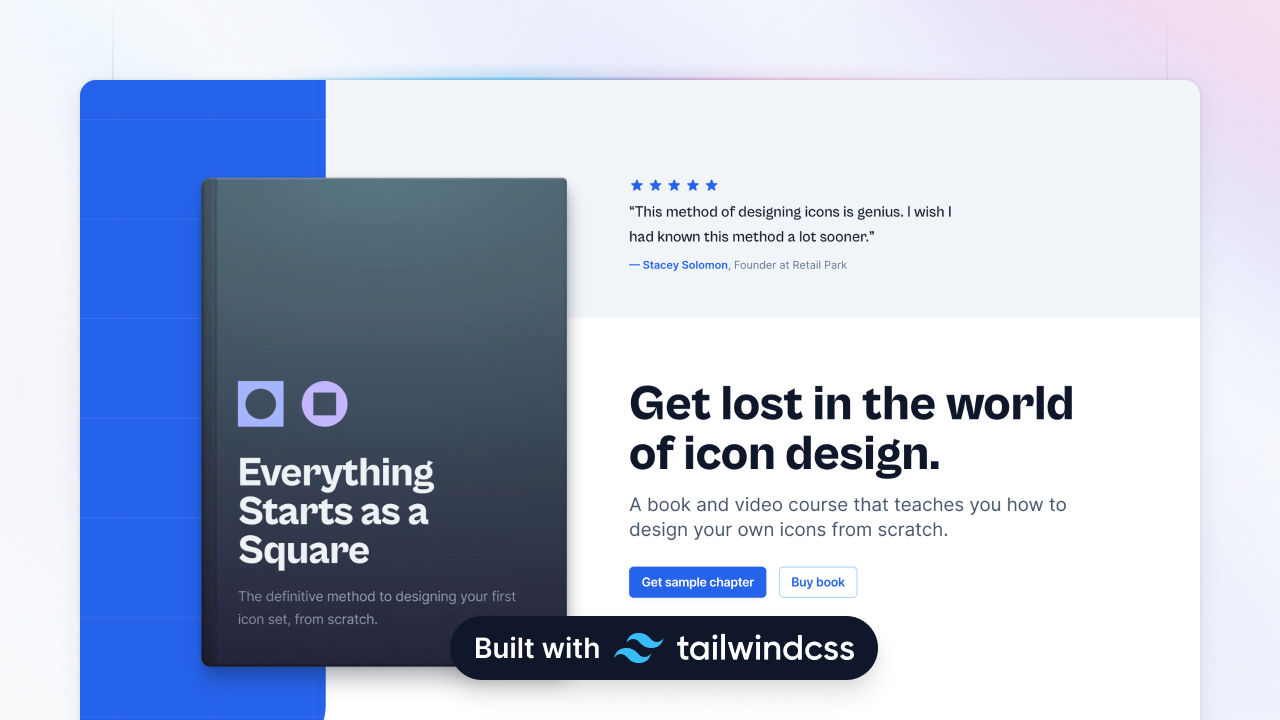 “This method of designing icons is genius. I wish I
had known this method a lot sooner.”
— Stacey Solomon, Founder at Retail Park
Everything
Starts as a
Square
The definitive method to designing your first
icon set, from scratch.
Get lost in the world
of icon design.
A book and video course that teaches you how to
design your own icons from scratch.
Get sample chapter
Buy book
Built with tailwindcss